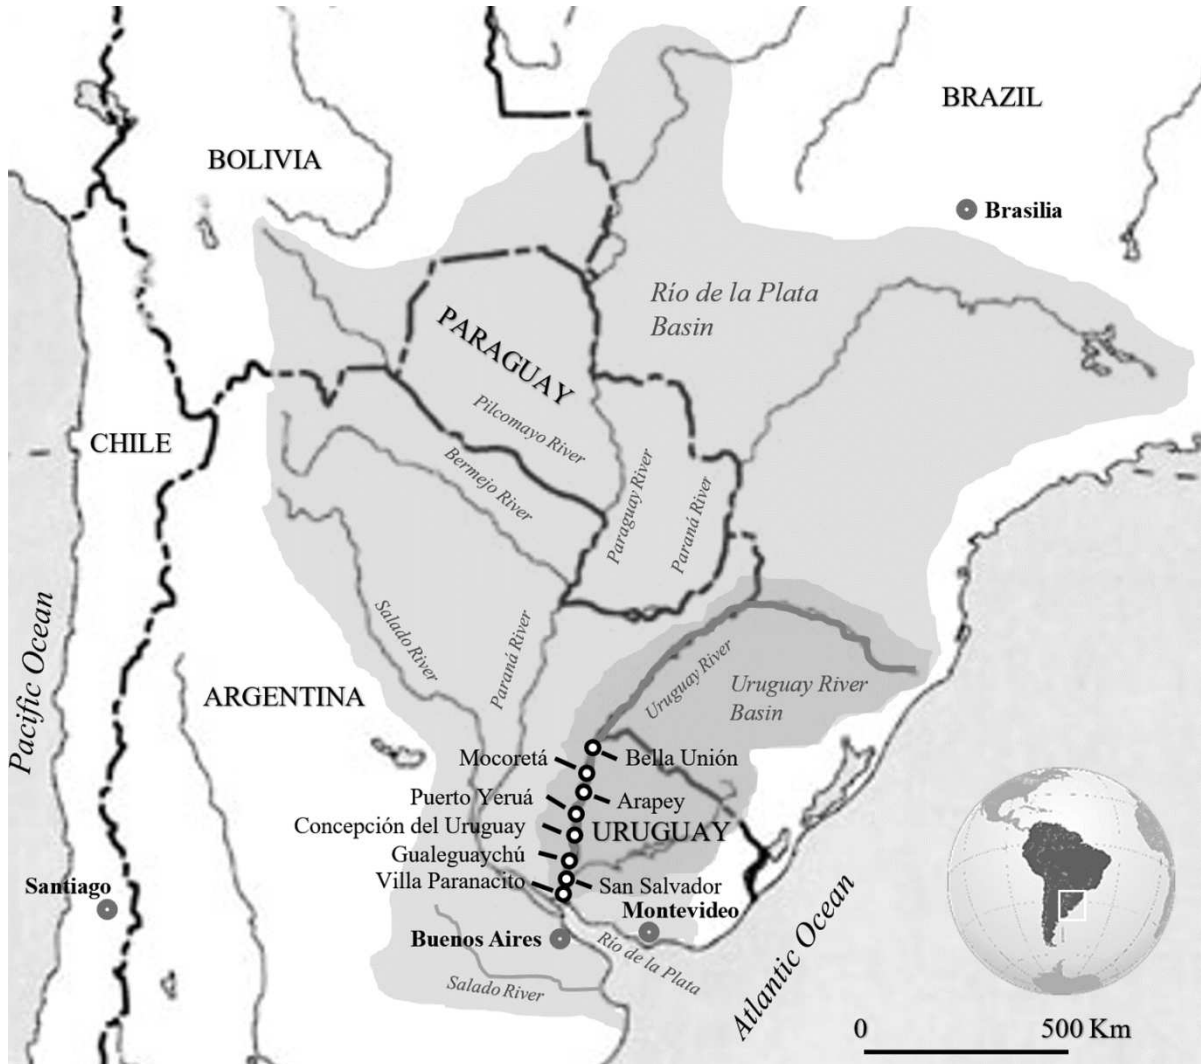 BRAZIL
BOLIVIA
Brasilia
Río de la Plata
Basin
PARAGUAY
Pilcomayo River
CHILE
Bermejo River
Paraguay River
Paraná River
Pacific Ocean
Salado River
Paraná River
Uruguay River
ARGENTINA
Uruguay River
Basin
Mocoretá
Bella Unión
Puerto Yeruá
Arapey
Concepción del Uruguay
URUGUAY
Gualeguaychú
Villa Paranacito
San Salvador
Santiago
Montevideo
Buenos Aires
Río de la Plata
Salado River
Atlantic Ocean
0
500 Km